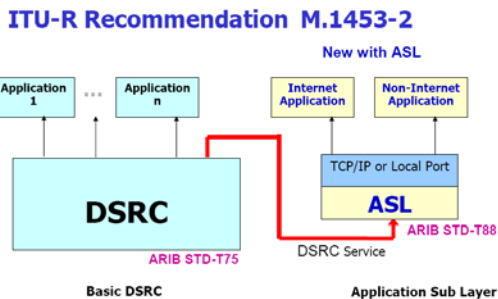 ITU-R Recommendation M.1453-2
New with ASL
Application
1
...
Application
n
Internet
Application
Non-Internet
Application
TCP/IP or Local Port
DSRC
ASL
ARIB STD-T75
ARIB STD-T88
DSRC Service
Basic DSRC
Application Sub Layer